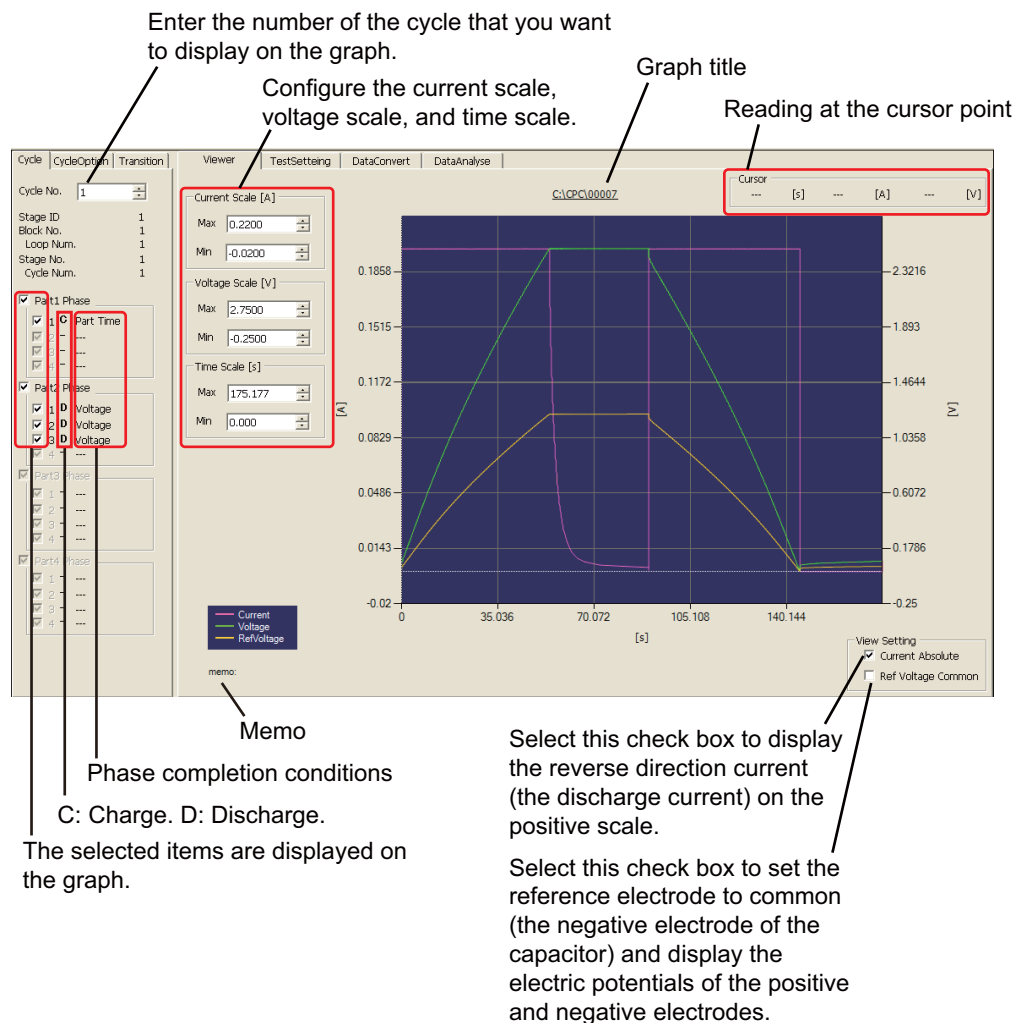 Enter the number of the cycle that you want
to display on the graph.
Configure the current scale,
voltage scale, and time scale.
Graph title
Reading at the cursor point
Cycle CycleOption Transition
Viewer TestSetteing DataConvert DataAnalyse
Cycle No. 1
Stage ID 1
Block No. 1
Loop Num. 1
Stage No. 1
Cycle Num. 1
Part1 Phase
1 C Part Time
2 - ---
3 - ---
4 - ---
Part2 Phase
1 D Voltage
2 D Voltage
3 D Voltage
4 - ---
Part3 Phase
1 - ---
2 - ---
3 - ---
4 - ---
Part4 Phase
1 - ---
2 - ---
3 - ---
4 - ---
Current Scale [A]
Max 0.2200
Min -0.0200
Voltage Scale [V]
Max 2.7500
Min -0.2500
Time Scale [s]
Max 175.177
Min 0.000
C:\CPC\00007
Cursor
--- [s] --- [A] --- [V]
0.1858 2.3216
0.1515 1.893
0.1172 1.4644
[A] [V]
0.0829 1.0358
0.0486 0.6072
0.0143 0.1786
-0.02 -0.25
0 35.036 70.072 105.108 140.144
[s]
Current
Voltage
RefVoltage
memo:
View Setting
Current Absolute
Ref Voltage Common
Memo
Phase completion conditions
C: Charge. D: Discharge.
The selected items are displayed on
the graph.
Select this check box to display
the reverse direction current
(the discharge current) on the
positive scale.
Select this check box to set the
reference electrode to common
(the negative electrode of the
capacitor) and display the
electric potentials of the positive
and negative electrodes.